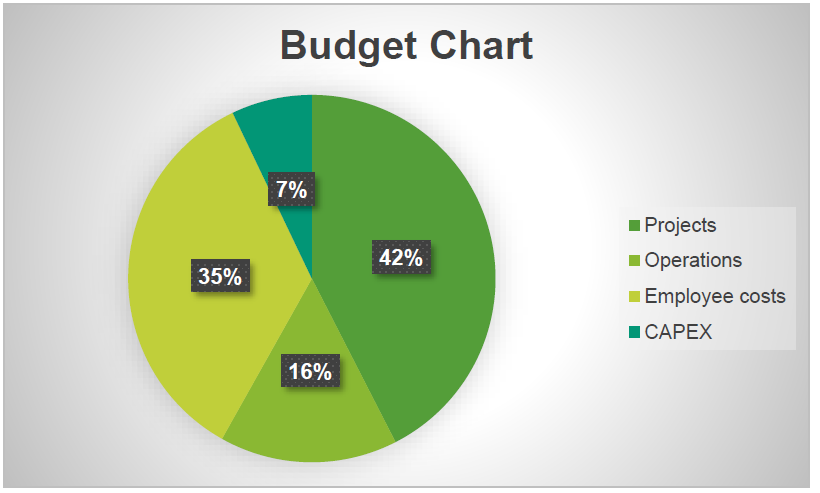 Budget Chart
7%
42%
35%
16%
Projects
Operations
Employee costs
CAPEX